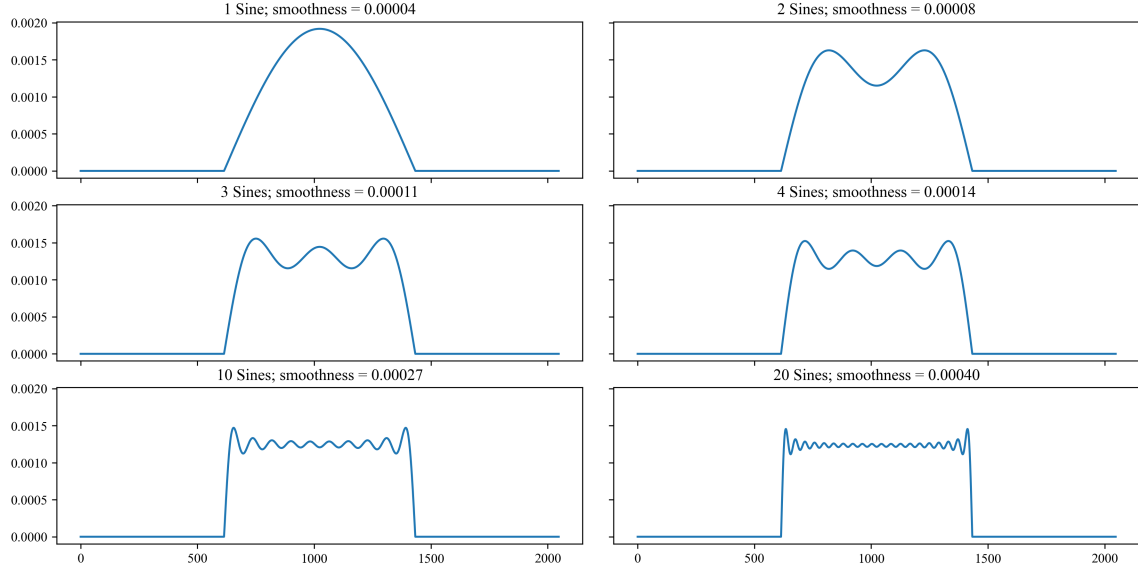 1 Sine; smoothness = 0.00004
2 Sines; smoothness = 0.00008
0.0020
0.0015
0.0010
0.0005
0.0000
3 Sines; smoothness = 0.00011
4 Sines; smoothness = 0.00014
0.0020
0.0015
0.0010
0.0005
0.0000
10 Sines; smoothness = 0.00027
20 Sines; smoothness = 0.00040
0.0020
0.0015
0.0010
0.0005
0.0000
0 500 1000 1500 2000
0 500 1000 1500 2000